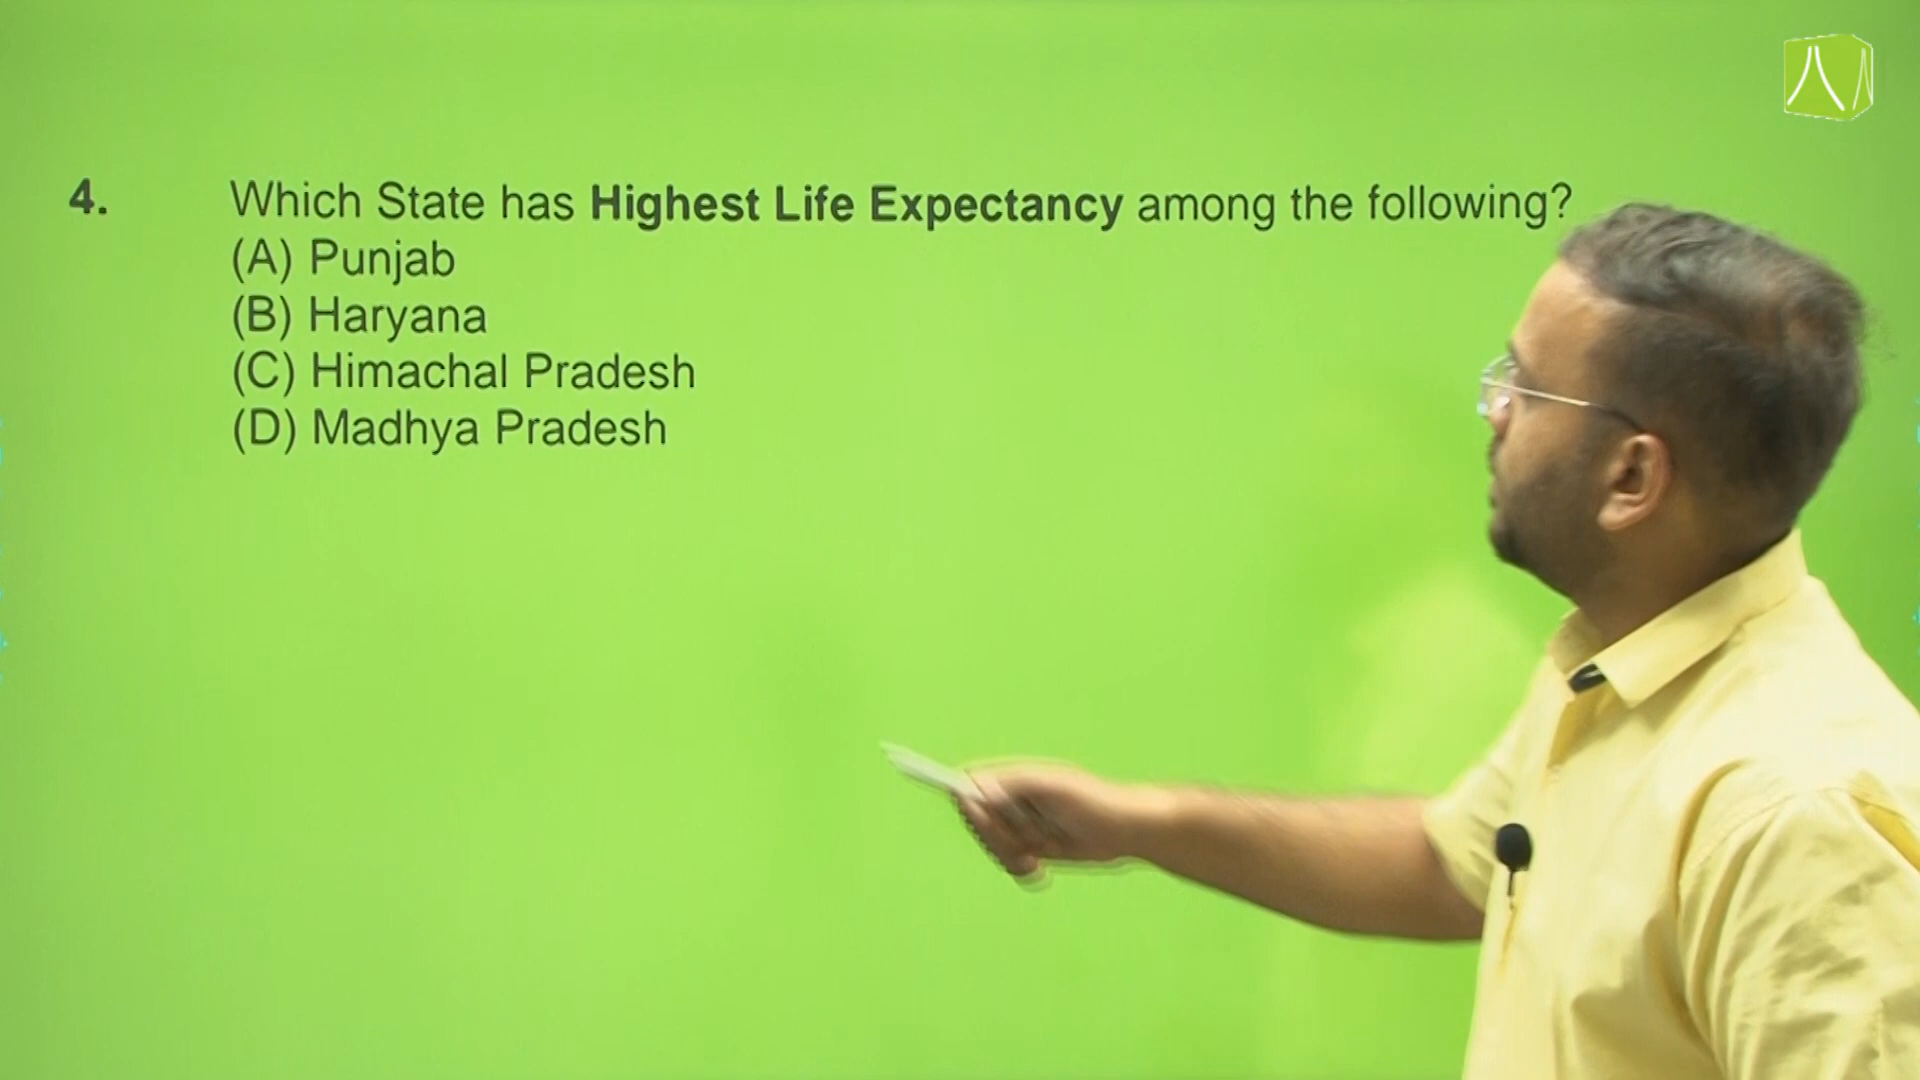 4. Which State has Highest Life Expectancy among the following?
(A) Punjab
(B) Haryana
(C) Himachal Pradesh
(D) Madhya Pradesh